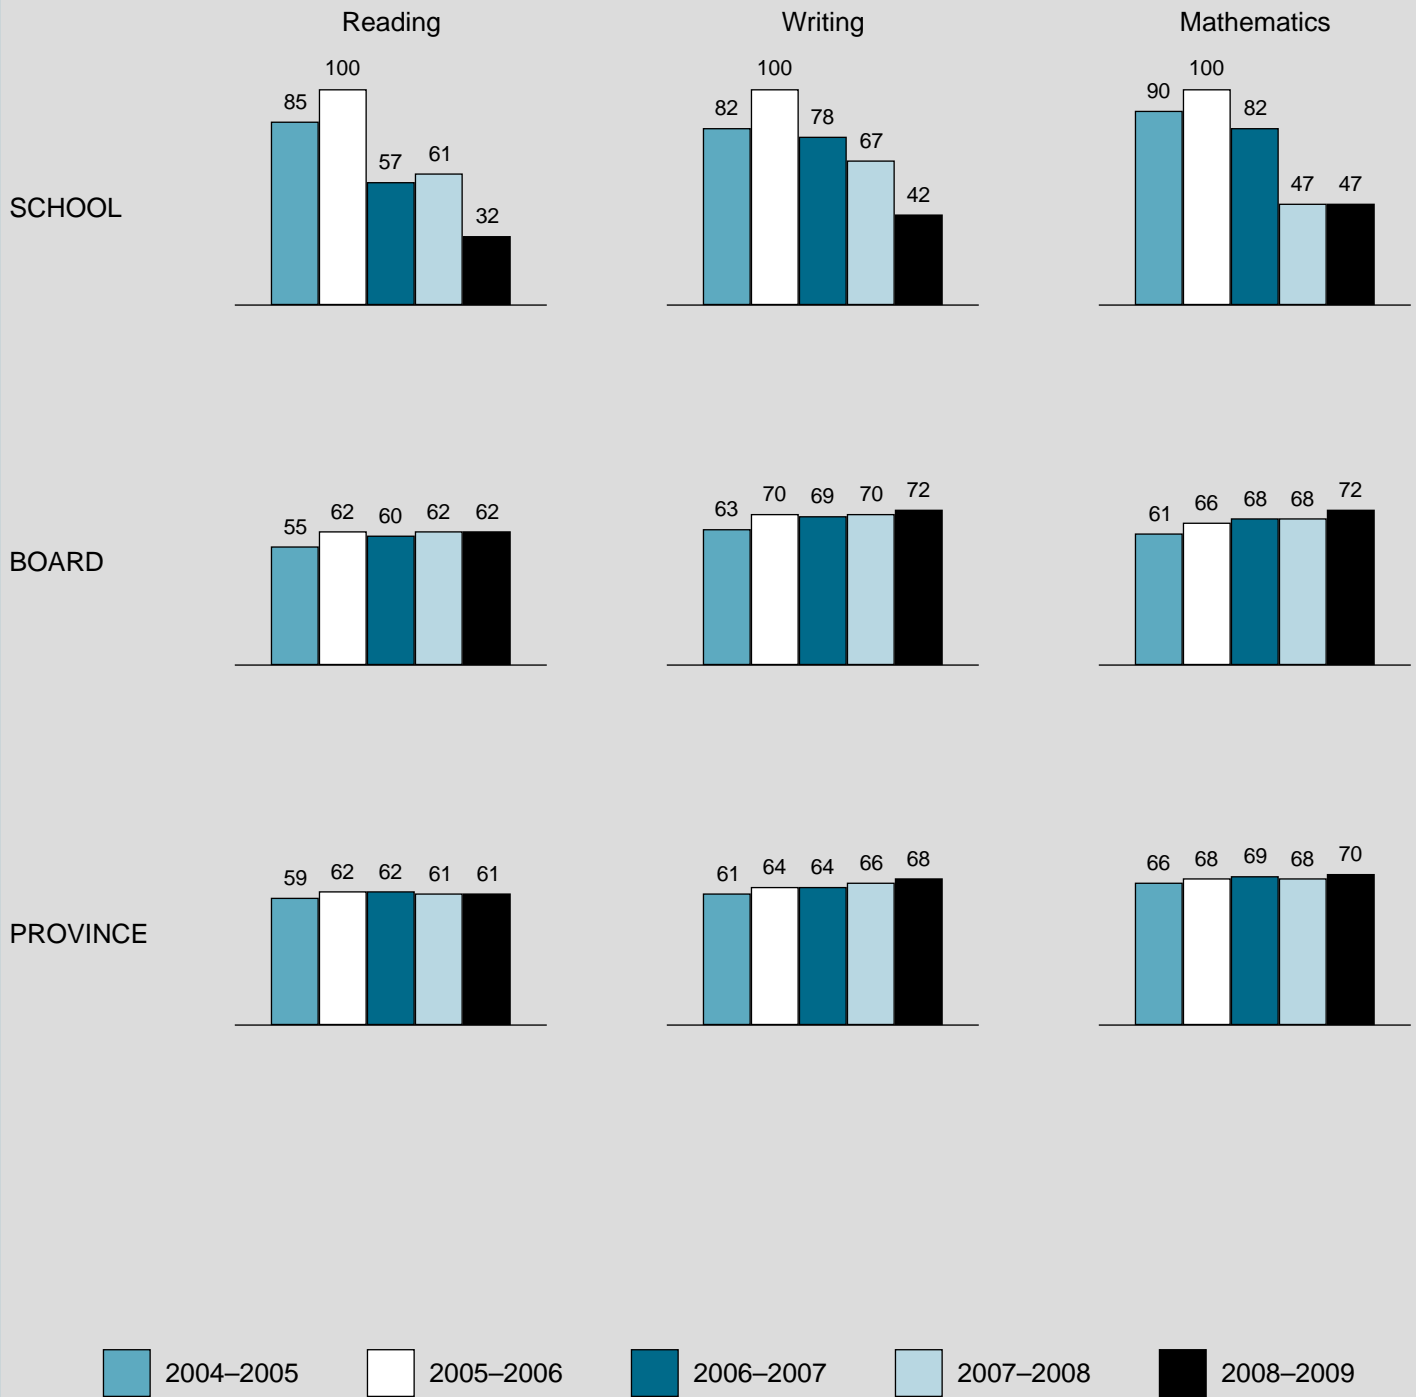 Reading Writing Mathematics
SCHOOL
85 100 57 61 32
82 100 78 67 42
90 100 82 47 47
BOARD
55 62 60 62 62
63 70 69 70 72
61 66 68 68 72
PROVINCE
59 62 62 61 61
61 64 64 66 68
66 68 69 68 70
2004–2005 2005–2006 2006–2007 2007–2008 2008–2009